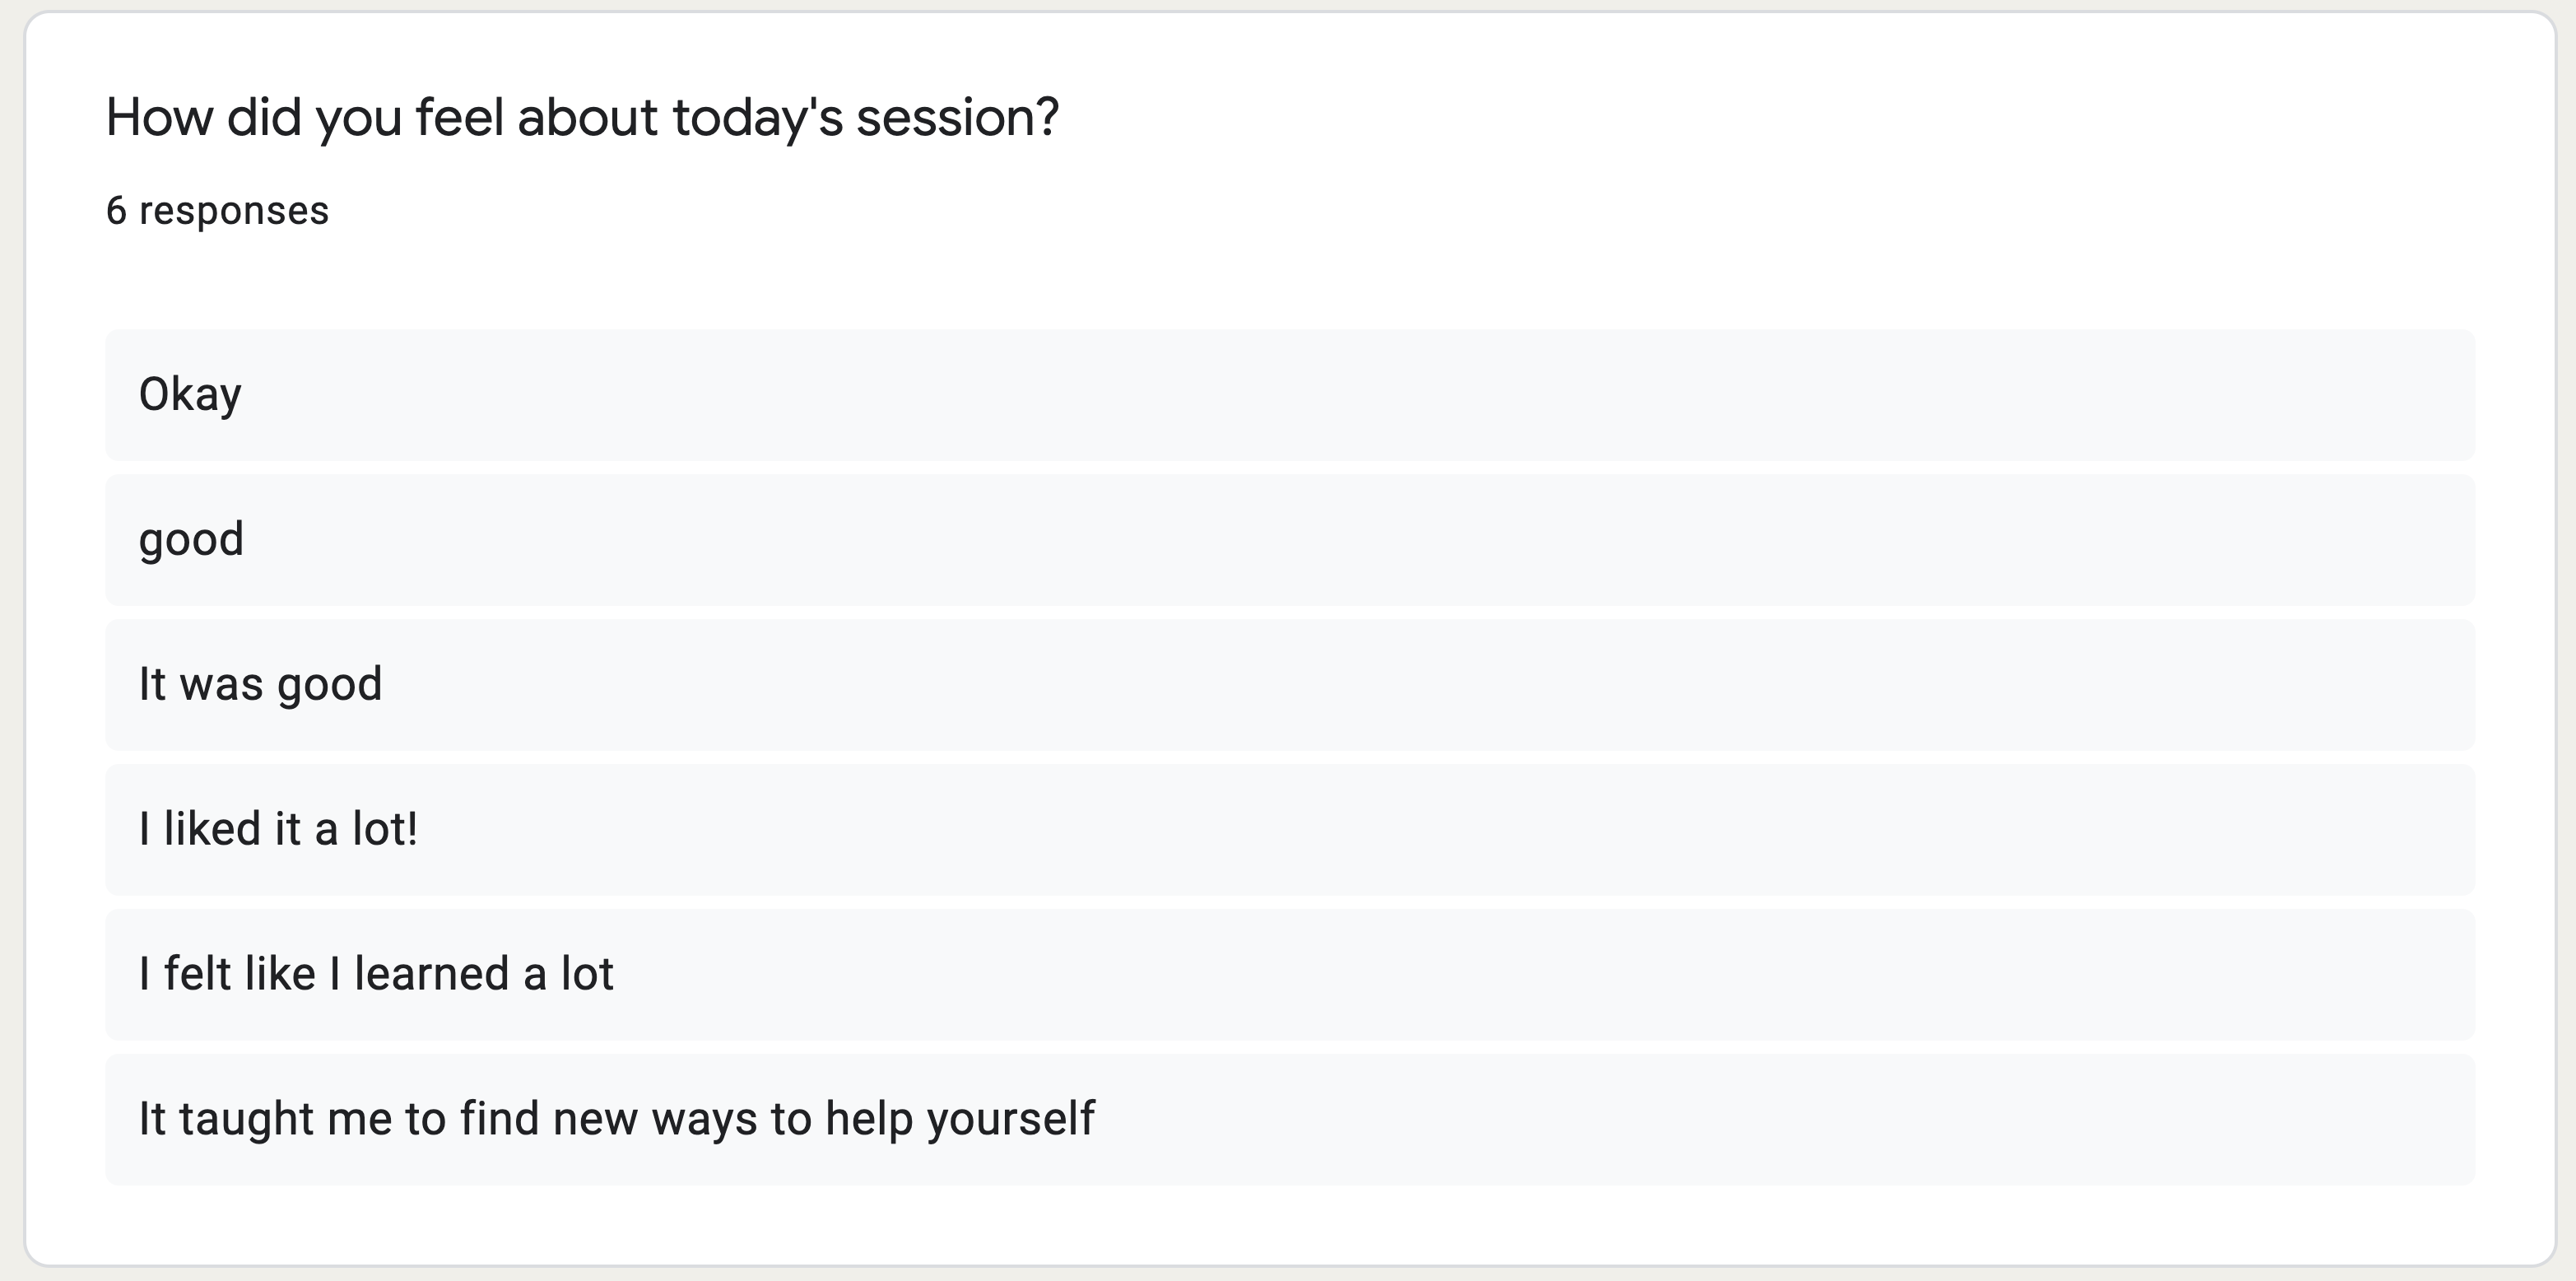 How did you feel about today's session?
6 responses
Okay
good
It was good
I liked it a lot!
I felt like I learned a lot
It taught me to find new ways to help yourself